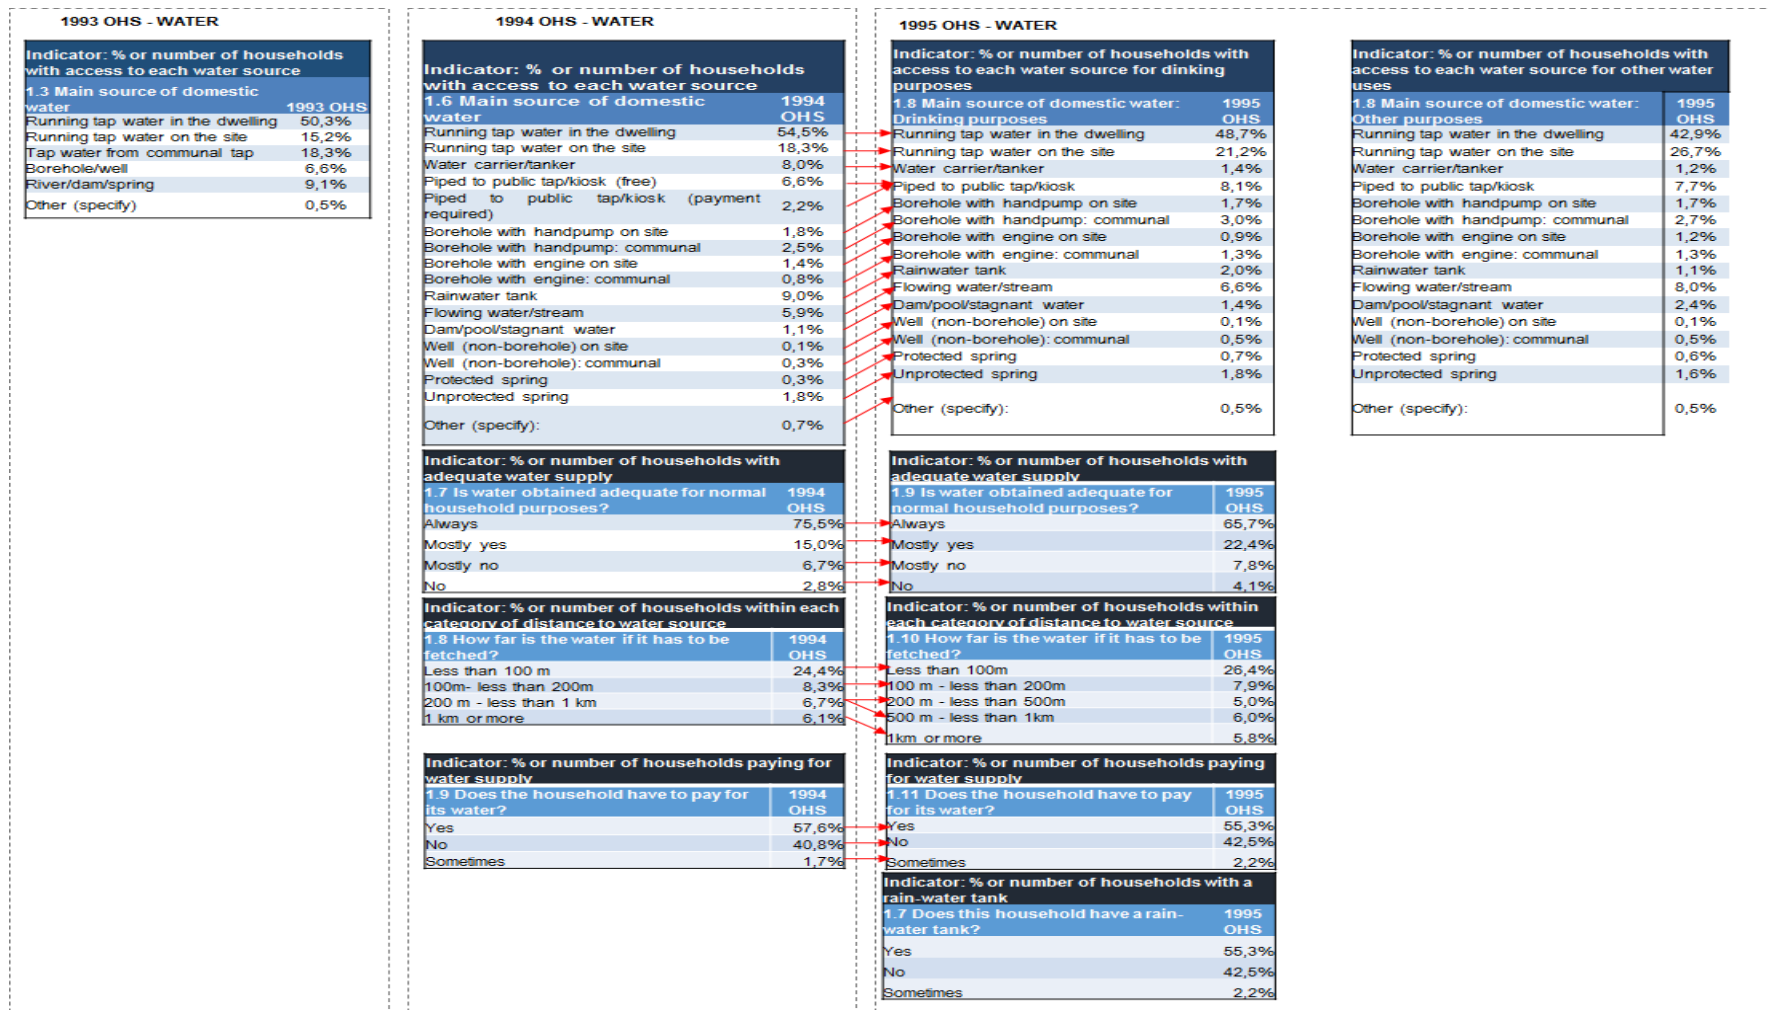 1993 OHS - WATER
Indicator: % or number of households
with access to each water source
1.3 Main source of domestic
water 1993 OHS
Running tap water in the dwelling 50,3%
Running tap water on the site 15,2%
Tap water from communal tap 18,3%
Borehole/well 6,6%
River/dam/spring 9,1%
Other (specify) 0,5%
1994 OHS - WATER
Indicator: % or number of households
with access to each water source
1.6 Main source of domestic 1994
water OHS
Running tap water in the dwelling 54,5%
Running tap water on the site 18,3%
Water carrier/tanker 8,0%
Piped to public tap/kiosk (free) 6,6%
Piped to public tap/kiosk (payment
required) 2,2%
Borehole with handpump on site 1,8%
Borehole with handpump: communal 2,5%
Borehole with engine on site 1,4%
Borehole with engine: communal 0,8%
Rainwater tank 9,0%
Flowing water/stream 5,9%
Dam/pool/stagnant water 1,1%
Well (non-borehole) on site 0,1%
Well (non-borehole): communal 0,3%
Protected spring 0,3%
Unprotected spring 1,8%
Other (specify): 0,7%
Indicator: % or number of households with
adequate water supply
1.7 Is water obtained adequate for normal 1994
household purposes? OHS
Always 75,5%
Mostly yes 15,0%
Mostly no 6,7%
No 2,8%
Indicator: % or number of households within each
category of distance to water source
1.8 How far is the water if it has to be 1994
fetched? OHS
Less than 100 m 24,4%
100m- less than 200m 8,3%
200 m - less than 1 km 6,7%
1 km or more 6,1%
Indicator: % or number of households paying for
water supply
1.9 Does the household have to pay for 1994
its water? OHS
Yes 57,6%
No 40,8%
Sometimes 1,7%
1995 OHS - WATER
Indicator: % or number of households with
access to each water source for drinking
purposes
1.8 Main source of domestic water: 1995
Drinking purposes OHS
Running tap water in the dwelling 48,7%
Running tap water on the site 21,2%
Water carrier/tanker 1,4%
Piped to public tap/kiosk 8,1%
Borehole with handpump on site 1,7%
Borehole with handpump: communal 3,0%
Borehole with engine on site 0,9%
Borehole with engine: communal 1,3%
Rainwater tank 2,0%
Flowing water/stream 6,6%
Dam/pool/stagnant water 1,4%
Well (non-borehole) on site 0,1%
Well (non-borehole): communal 0,5%
Protected spring 0,7%
Unprotected spring 1,8%
Other (specify): 0,5%
Indicator: % or number of households with
adequate water supply
1.9 Is water obtained adequate for 1995
normal household purposes? OHS
Always 65,7%
Mostly yes 22,4%
Mostly no 7,8%
No 4,1%
Indicator: % or number of households within
each category of distance to water source
1.10 How far is the water if it has to be 1995
fetched? OHS
Less than 100m 26,4%
100 m - less than 200m 7,9%
200 m - less than 500m 5,0%
500 m - less than 1km 6,0%
1km or more 5,8%
Indicator: % or number of households paying
for water supply
1.11 Does the household have to pay 1995
for its water? OHS
Yes 55,3%
No 42,5%
Sometimes 2,2%
Indicator: % or number of households with a
rain-water tank
1.7 Does this household have a rain- 1995
water tank? OHS
Yes 55,3%
No 42,5%
Sometimes 2,2%
Indicator: % or number of households with
access to each water source for other water
uses
1.8 Main source of domestic water: 1995
Other purposes OHS
Running tap water in the dwelling 42,9%
Running tap water on the site 26,7%
Water carrier/tanker 1,2%
Piped to public tap/kiosk 7,7%
Borehole with handpump on site 1,7%
Borehole with handpump: communal 2,7%
Borehole with engine on site 1,2%
Borehole with engine: communal 1,3%
Rainwater tank 1,1%
Flowing water/stream 8,0%
Dam/pool/stagnant water 2,4%
Well (non-borehole) on site 0,1%
Well (non-borehole): communal 0,5%
Protected spring 0,6%
Unprotected spring 1,6%
Other (specify): 0,5%